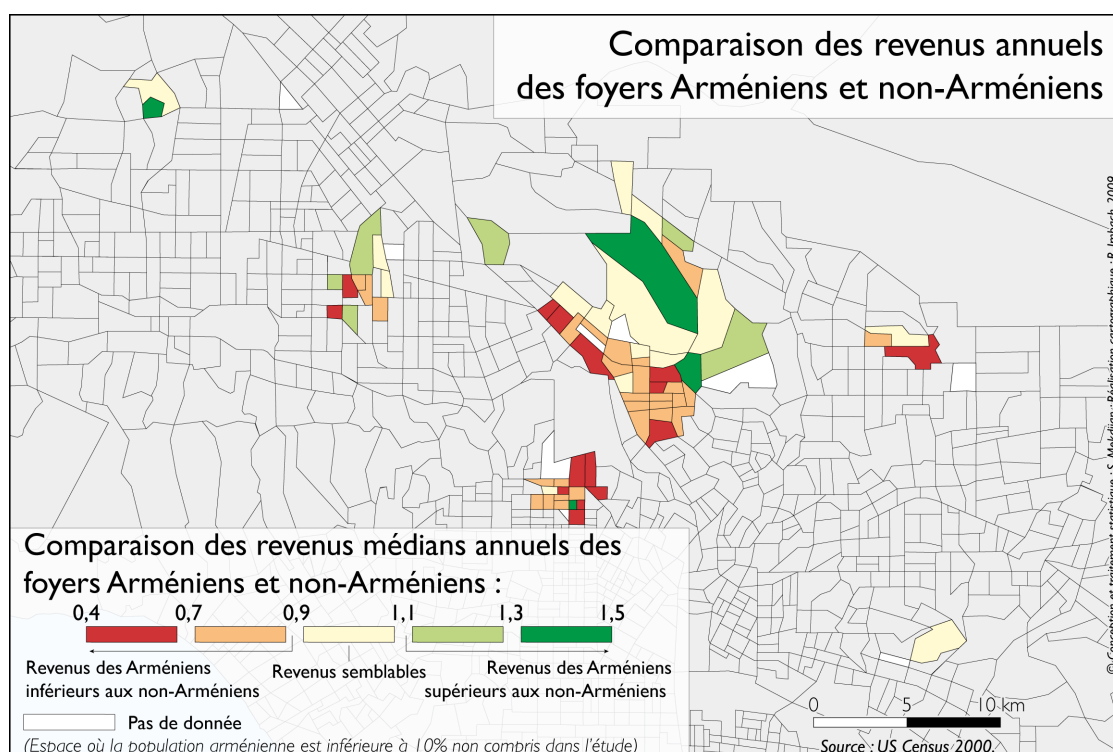 Comparaison des revenus annuels
des foyers Arméniens et non-Arméniens
© Conception et traitement statistique : S. Mekdjian ; Réalisation cartographique : P. Imbach 2009
Comparaison des revenus médians annuels des
foyers Arméniens et non-Arméniens :
0,4 0,7 0,9 1,1 1,3 1,5
Revenus des Arméniens
inférieurs aux non-Arméniens
Revenus semblables
Revenus des Arméniens
supérieurs aux non-Arméniens
Pas de donnée
(Espace où la population arménienne est inférieure à 10% non compris dans l'étude)
0 5 10 km
Source : US Census 2000